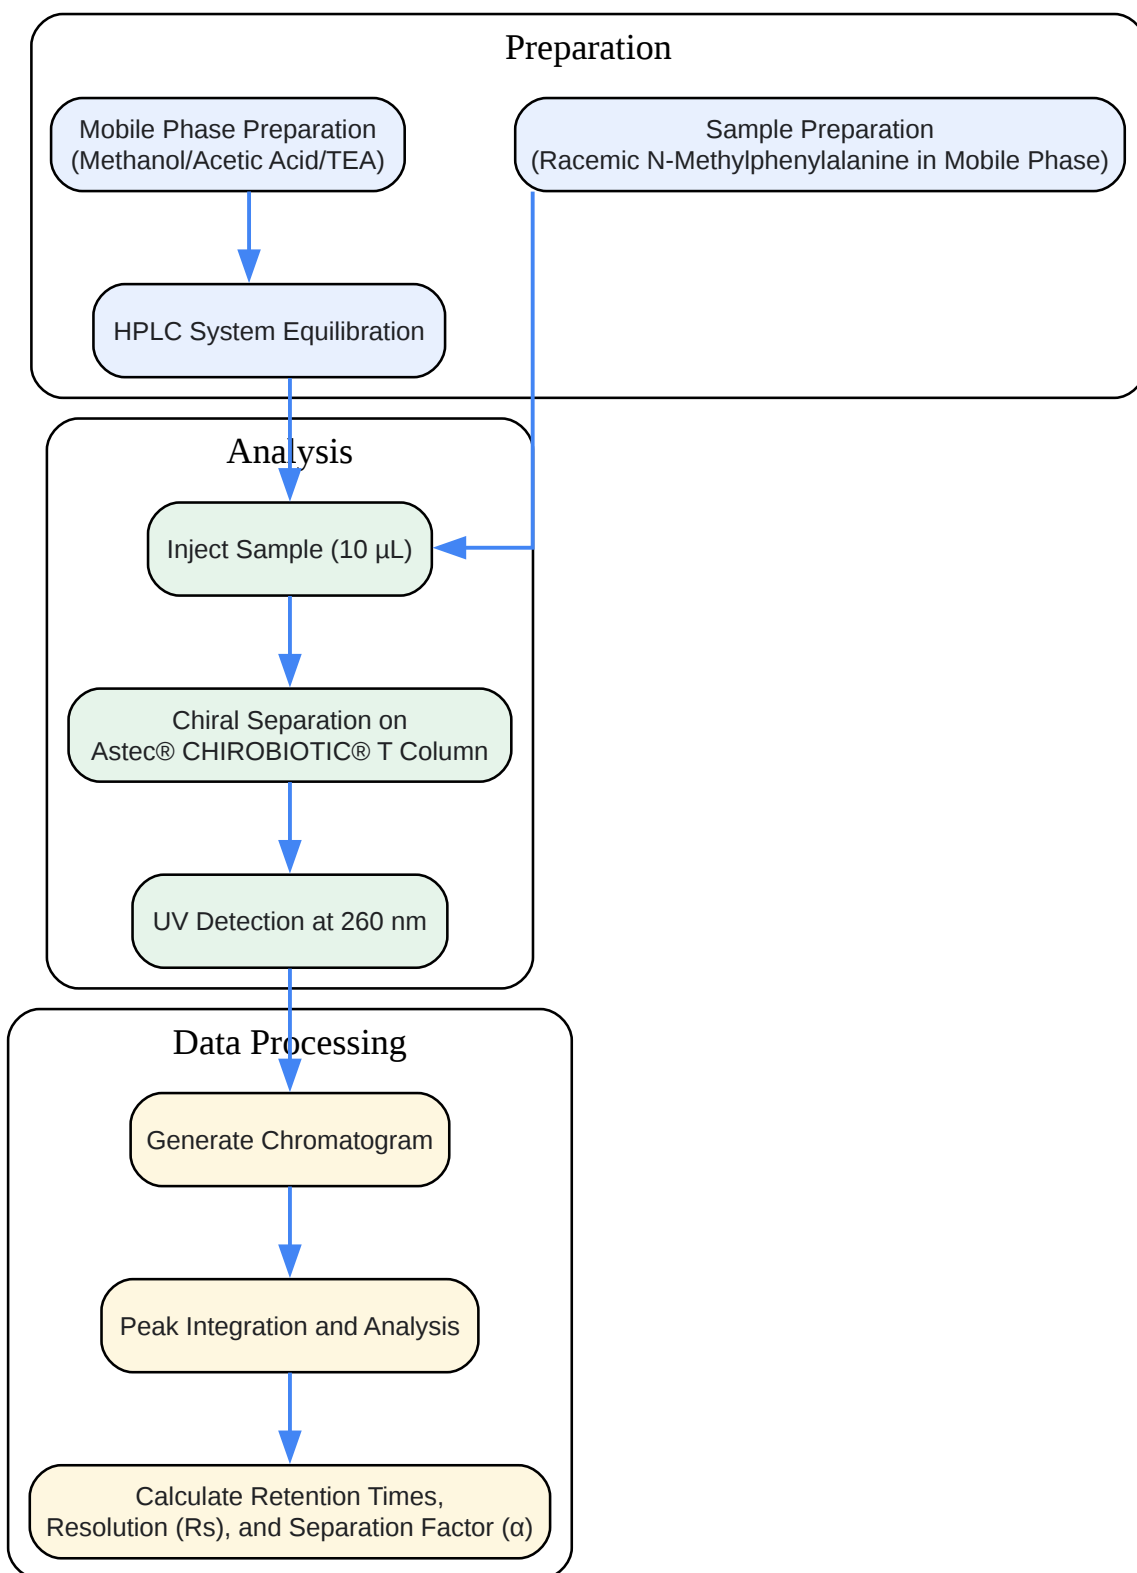 Preparation
Mobile Phase Preparation
(Methanol/Acetic Acid/TEA)
Sample Preparation
(Racemic N-Methylphenylalanine in Mobile Phase)
HPLC System Equilibration
Analysis
Inject Sample (10 µL)
Chiral Separation on
Astec® CHIROBIOTIC® T Column
UV Detection at 260 nm
Data Processing
Generate Chromatogram
Peak Integration and Analysis
Calculate Retention Times,
Resolution (Rs), and Separation Factor (α)